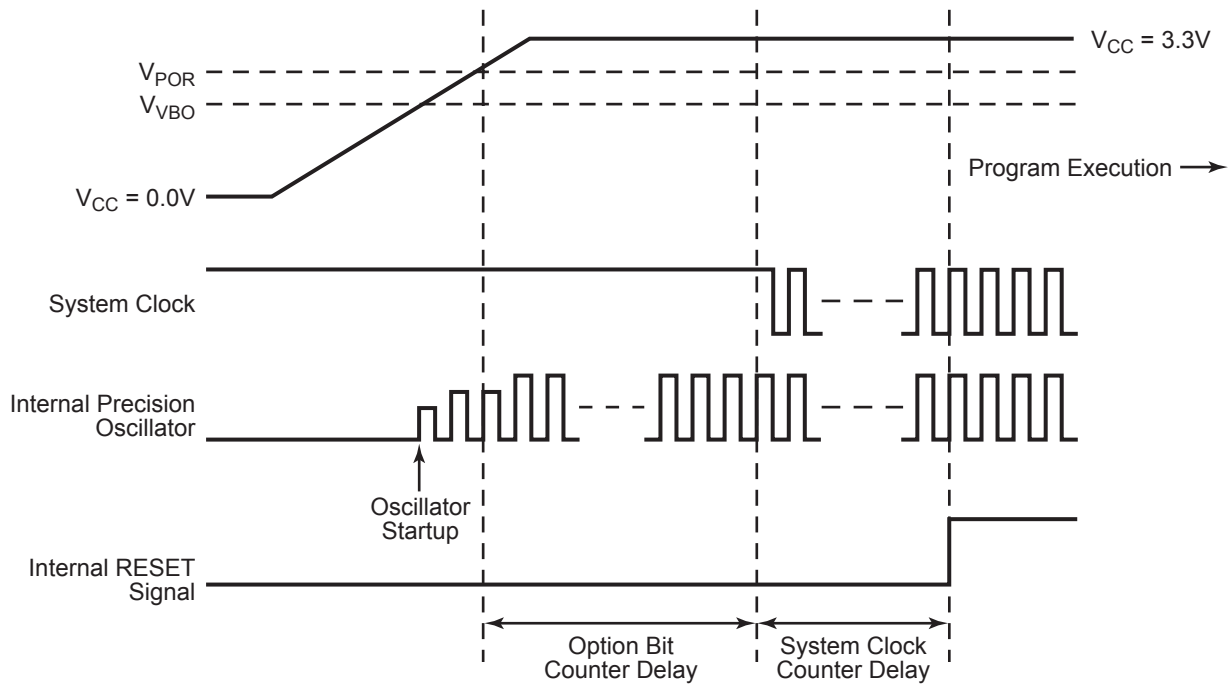 V_CC = 3.3V
V_POR
V_VBO
Program Execution
V_CC = 0.0V
System Clock
Internal Precision
Oscillator
Oscillator
Startup
Internal RESET
Signal
Option Bit
Counter Delay
System Clock
Counter Delay